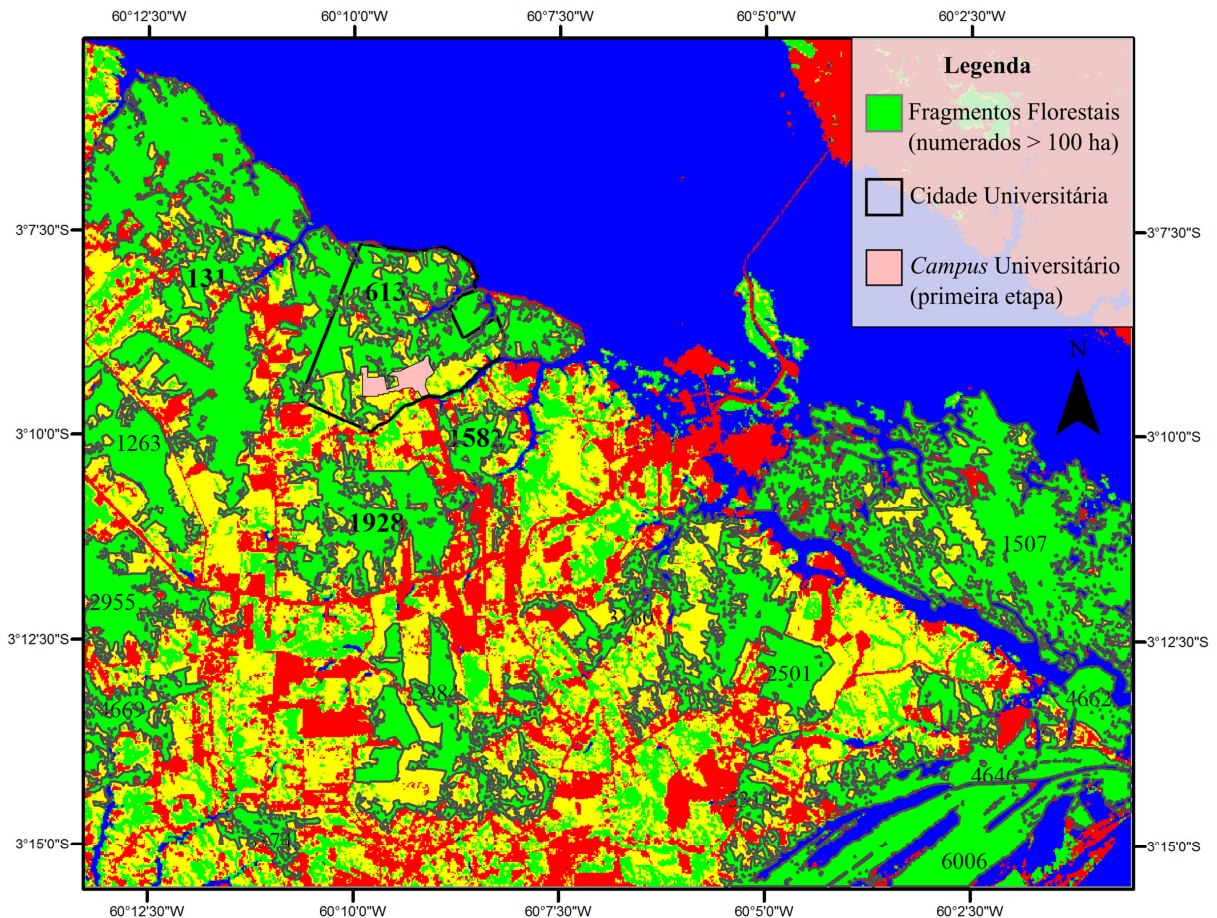 60°12'30"W 60°10'0"W 60°7'30"W 60°5'0"W 60°2'30"W
Legenda
Fragmentos Florestais
(numerados > 100 ha)
Cidade Universitária
Campus Universitário
(primeira etapa)
N
3°7'30"S 3°7'30"S
131
613
3°10'0"S 3°10'0"S
1263
158
1928
1507
2955
3°12'30"S 3°12'30"S
2501
4669
4662
4646
3°15'0"S 3°15'0"S
6006
60°12'30"W 60°10'0"W 60°7'30"W 60°5'0"W 60°2'30"W